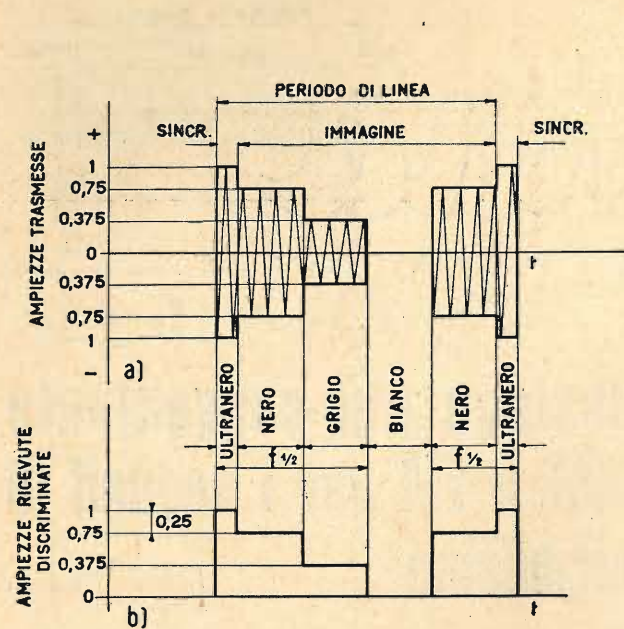 PERIODO DI LINEA
SINCR.
IMMAGINE
SINCR.
AMPIEZZE TRASMESSE
+
1
0,75
0,375
0
0,375
0,75
1
-
t
a)
ULTRANERO
NERO
GRIGIO
BIANCO
NERO
ULTRANERO
f 1/2
f 1/2
AMPIEZZE RICEVUTE
DISCRIMINATE
1
0,75
0,375
0
0,25
t
b)